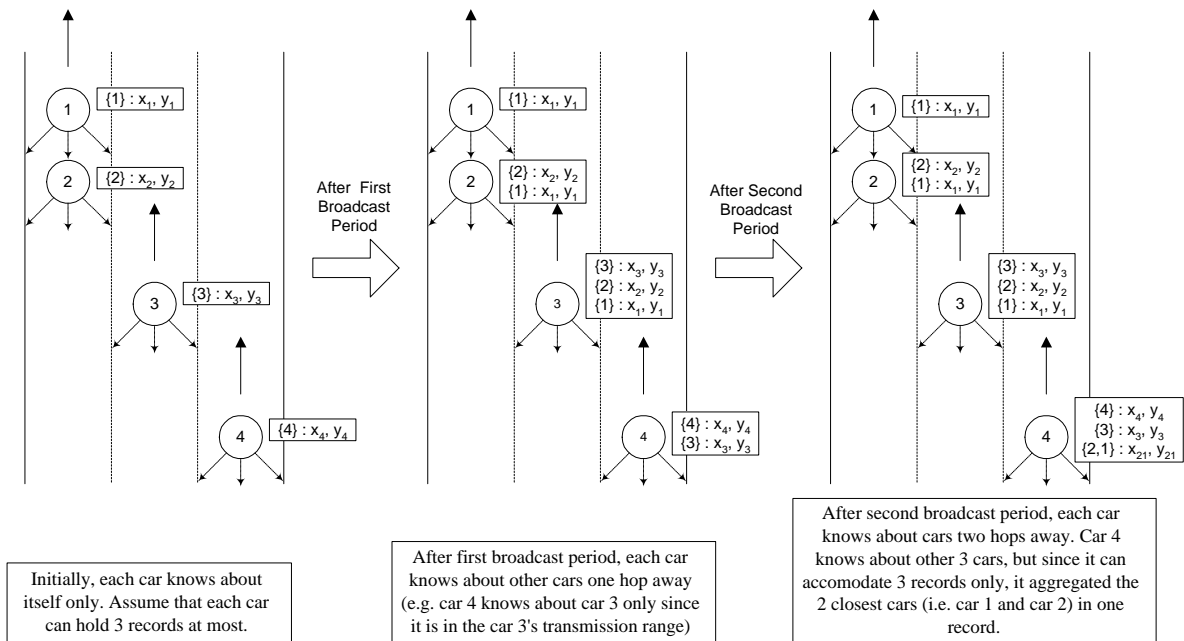 1
{1} : x₁, y₁
2
{2} : x₂, y₂
3
{3} : x₃, y₃
4
{4} : x₄, y₄
Initially, each car knows about
itself only. Assume that each car
can hold 3 records at most.
After First
Broadcast
Period
1
{1} : x₁, y₁
2
{2} : x₂, y₂
{1} : x₁, y₁
3
{3} : x₃, y₃
{2} : x₂, y₂
{1} : x₁, y₁
4
{4} : x₄, y₄
{3} : x₃, y₃
After first broadcast period, each car
knows about other cars one hop away
(e.g. car 4 knows about car 3 only since
it is in the car 3's transmission range)
After Second
Broadcast
Period
1
{1} : x₁, y₁
2
{2} : x₂, y₂
{1} : x₁, y₁
3
{3} : x₃, y₃
{2} : x₂, y₂
{1} : x₁, y₁
4
{4} : x₄, y₄
{3} : x₃, y₃
{2,1} : x₂₁, y₂₁
After second broadcast period, each car
knows about cars two hops away. Car 4
knows about other 3 cars, but since it can
accomodate 3 records only, it aggregated the
2 closest cars (i.e. car 1 and car 2) in one
record.